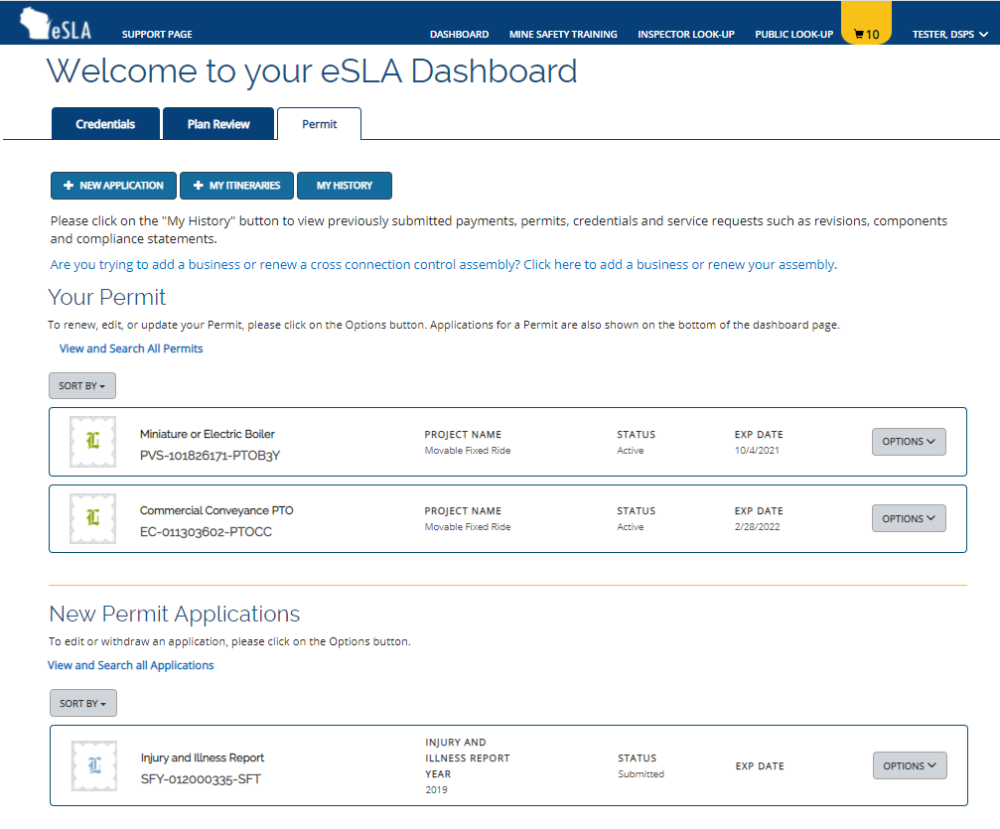 eSLA
SUPPORT PAGE
DASHBOARD
MINE SAFETY TRAINING
INSPECTOR LOOK-UP
PUBLIC LOOK-UP
10
TESTER, DSPS
Welcome to your eSLA Dashboard
Credentials
Plan Review
Permit
NEW APPLICATION
MY ITINERARIES
MY HISTORY
Please click on the "My History" button to view previously submitted payments, permits, credentials and service requests such as revisions, components
and compliance statements.
Are you trying to add a business or renew a cross connection control assembly? Click here to add a business or renew your assembly.
Your Permit
To renew, edit, or update your Permit, please click on the Options button. Applications for a Permit are also shown on the bottom of the dashboard page.
View and Search All Permits
SORT BY
L
Miniature or Electric Boiler
PVS-101826171-PTOB3Y
PROJECT NAME
Movable Fixed Ride
STATUS
Active
EXP DATE
10/4/2021
OPTIONS
L
Commercial Conveyance PTO
EC-011303602-PTOCC
PROJECT NAME
Movable Fixed Ride
STATUS
Active
EXP DATE
2/28/2022
OPTIONS
New Permit Applications
To edit or withdraw an application, please click on the Options button.
View and Search all Applications
SORT BY
L
Injury and Illness Report
SFY-012000335-SFT
INJURY AND
ILLNESS REPORT
YEAR
2019
STATUS
Submitted
EXP DATE
OPTIONS